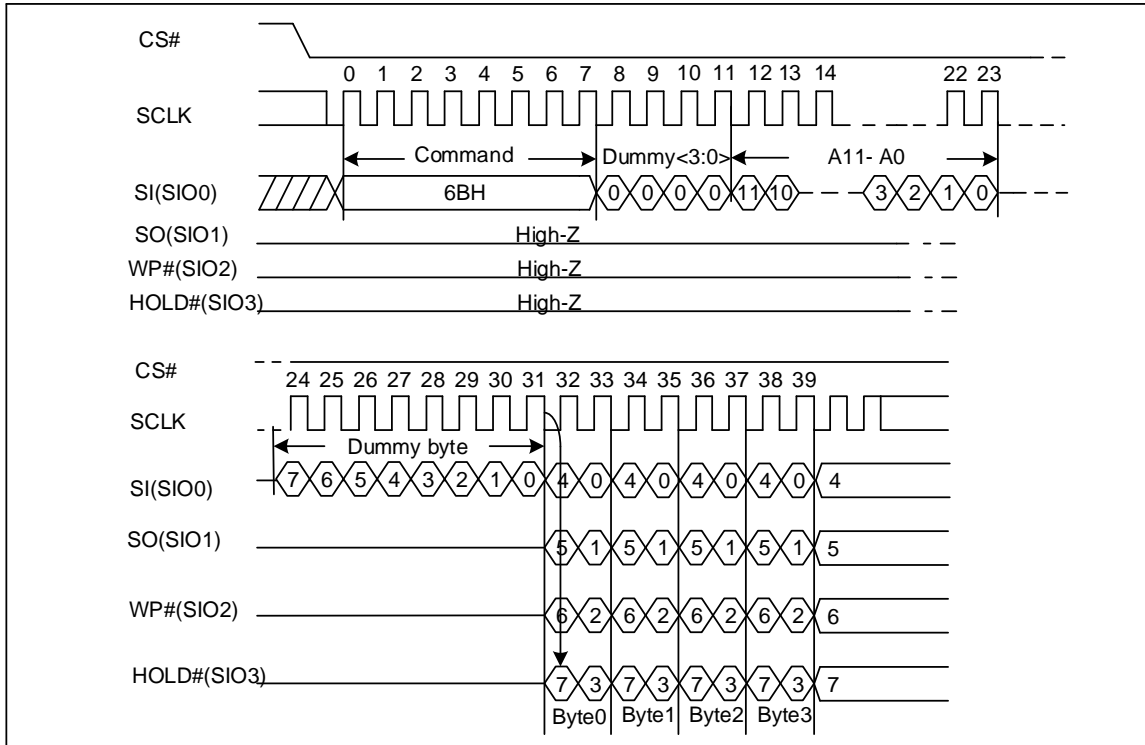 CS#
0 1 2 3 4 5 6 7 8 9 10 11 12 13 14 22 23
SCLK
Command Dummy<3:0> A11- A0
SI(SIO0) 6BH 0 0 0 0 11 10 3 2 1 0
SO(SIO1) High-Z
WP#(SIO2) High-Z
HOLD#(SIO3) High-Z
CS#
24 25 26 27 28 29 30 31 32 33 34 35 36 37 38 39
SCLK
Dummy byte
SI(SIO0) 7 6 5 4 3 2 1 0 4 0 4 0 4 0 4 0 4
SO(SIO1) 5 1 5 1 5 1 5 1 5
WP#(SIO2) 6 2 6 2 6 2 6 2 6
HOLD#(SIO3) 7 3 7 3 7 3 7 3 7
Byte0 Byte1 Byte2 Byte3